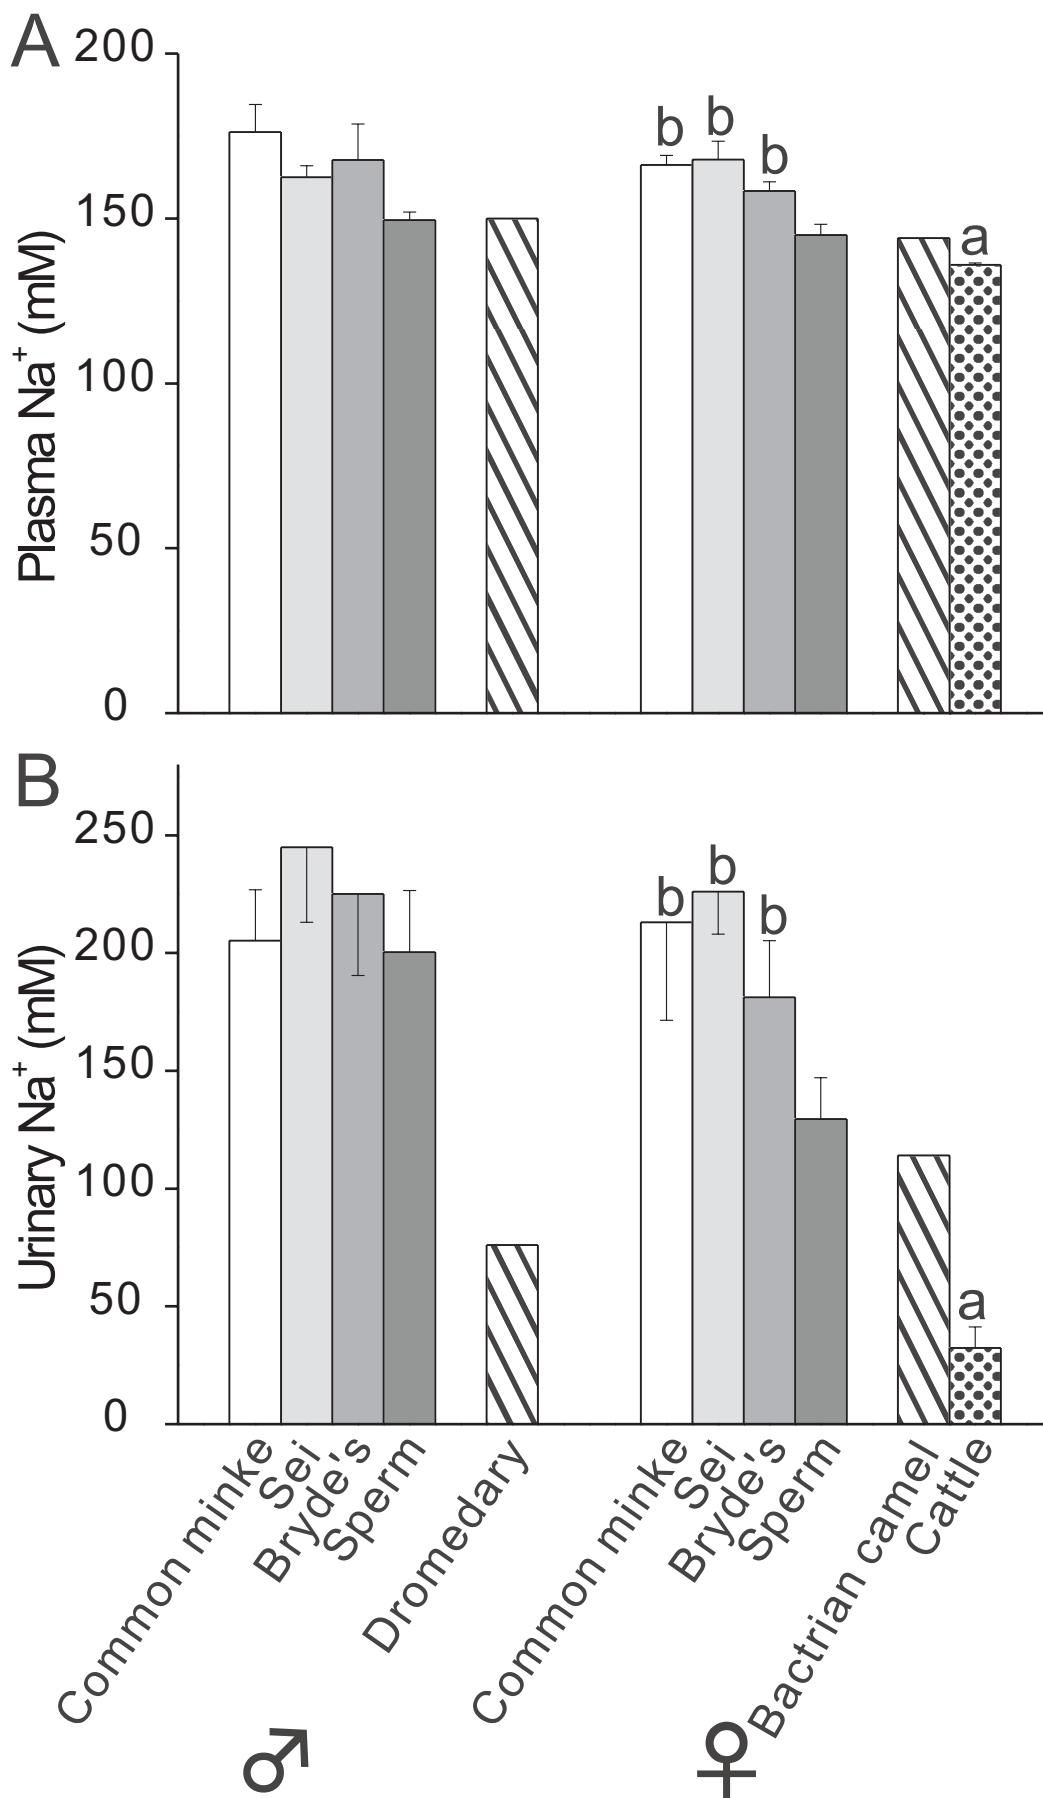 A
200
150
100
50
0
Plasma Na⁺ (mM)
b
b
b
a
B
250
200
150
100
50
0
Urinary Na⁺ (mM)
b
b
b
a
Common minke
Sei
Bryde's
Sperm
Dromedary
Common minke
Sei
Bryde's
Sperm
Bactrian camel
Cattle
♂
♀